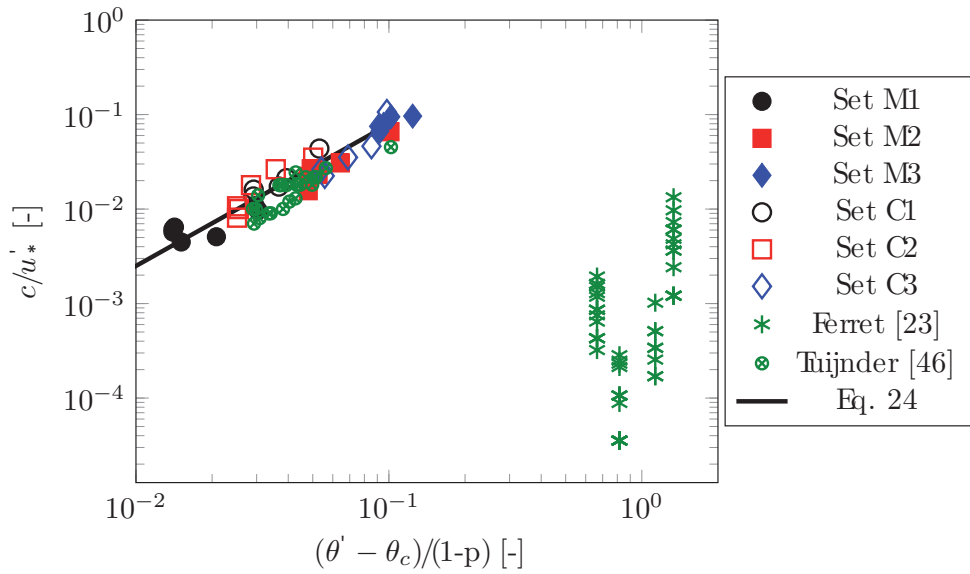 10^0
10^{-1}
10^{-2}
10^{-3}
10^{-4}
c/u'_* [-]
10^{-2}
10^{-1}
10^0
(θ' − θ_c)/(1-p) [-]
Set M1
Set M2
Set M3
Set C1
Set C2
Set C3
Ferret [23]
Tuijnder [46]
Eq. 24